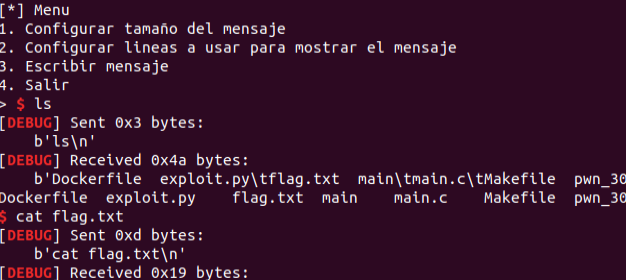 [*] Menu
1. Configurar tamaño del mensaje
2. Configurar lineas a usar para mostrar el mensaje
3. Escribir mensaje
4. Salir
> $ ls
[DEBUG] Sent 0x3 bytes:
b'ls\n'
[DEBUG] Received 0x4a bytes:
b'Dockerfile  exploit.py\tflag.txt  main\tmain.c\tMakefile  pwn_30
Dockerfile  exploit.py    flag.txt  main    main.c    Makefile  pwn_30
$ cat flag.txt
[DEBUG] Sent 0xd bytes:
b'cat flag.txt\n'
[DEBUG] Received 0x19 bytes: